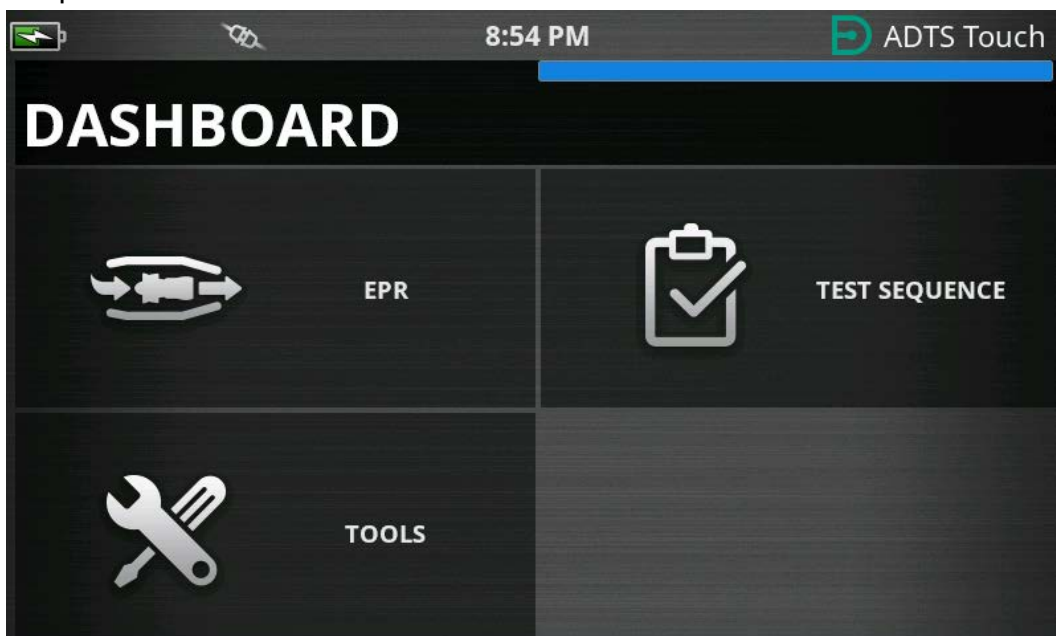 8:54 PM ADTS Touch
DASHBOARD
EPR
TEST SEQUENCE
TOOLS